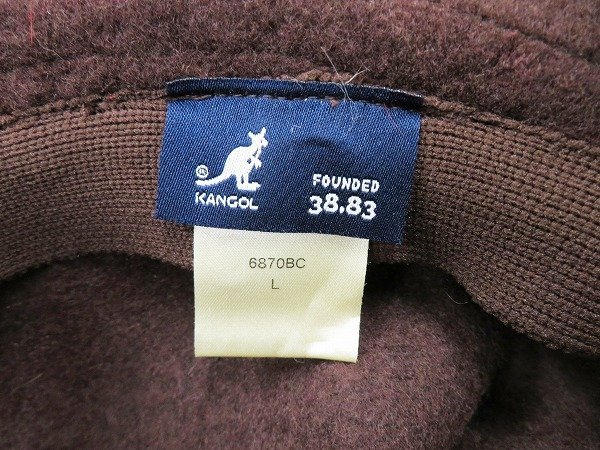 ®
KANGOL
FOUNDED
38.83
6870BC
L